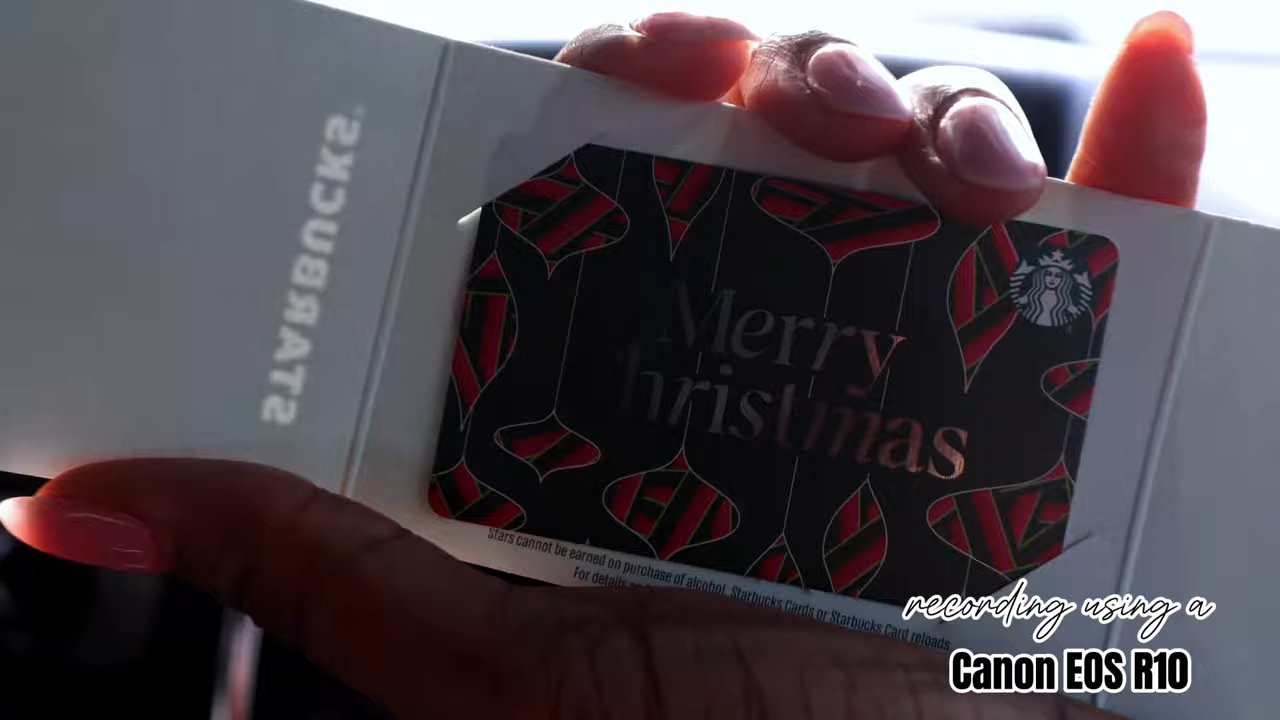 STARBUCKS®
Merry
Christmas
Stars cannot be earned on purchase of alcohol, Starbucks Cards or Starbucks Card reloads.
For details
recording using a
Canon EOS R10